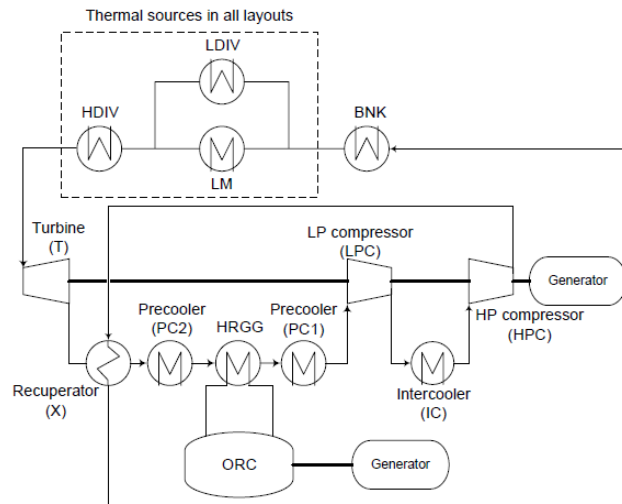 Thermal sources in all layouts
LDIV
HDIV
BNK
LM
Turbine
(T)
LP compressor
(LPC)
Generator
Precooler
(PC2)
HRGG
Precooler
(PC1)
HP compressor
(HPC)
Recuperator
(X)
Intercooler
(IC)
ORC
Generator